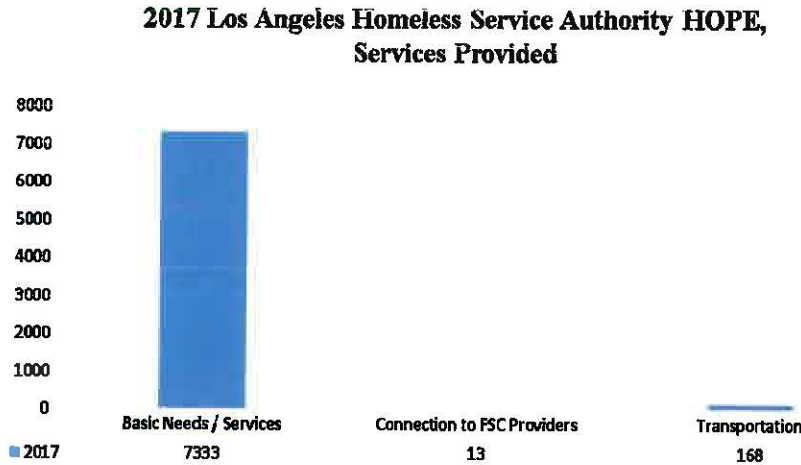 2017 Los Angeles Homeless Service Authority HOPE,
Services Provided
8000
7000
6000
5000
4000
3000
2000
1000
0
Basic Needs / Services Connection to FSC Providers Transportation
2017 7333 13 168